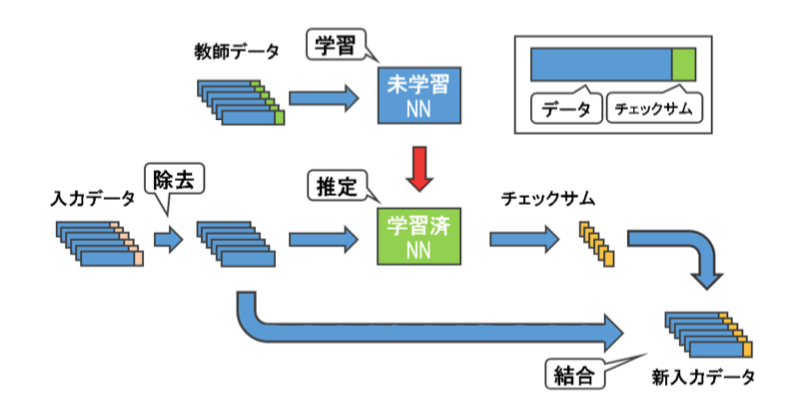 教師データ
学習
未学習
NN
データ
チェックサム
入力データ
除去
推定
学習済
NN
チェックサム
結合
新入力データ